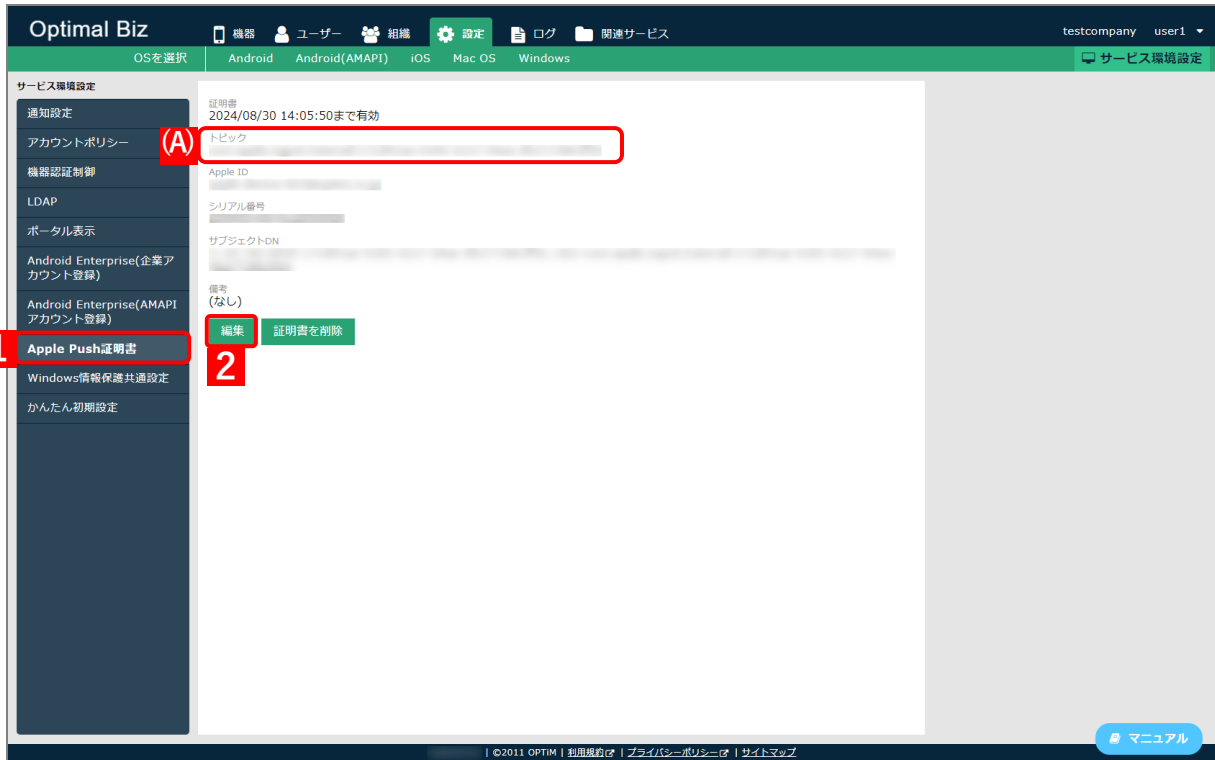 Optimal Biz
機器 ユーザー 組織 設定 ログ 関連サービス
testcompany user1
OSを選択 Android Android(AMAPI) iOS Mac OS Windows
サービス環境設定
サービス環境設定
通知設定
アカウントポリシー
機器認証制御
LDAP
ポータル表示
Android Enterprise(企業ア
カウント登録)
Android Enterprise(AMAPI
アカウント登録)
1
Apple Push証明書
Windows情報保護共通設定
かんたん初期設定
証明書
2024/08/30 14:05:50まで有効
(A)
トピック
Apple ID
シリアル番号
サブジェクトDN
備考
(なし)
編集 証明書を削除
2
マニュアル
| ©2011 OPTiM | 利用規約 | プライバシーポリシー | サイトマップ